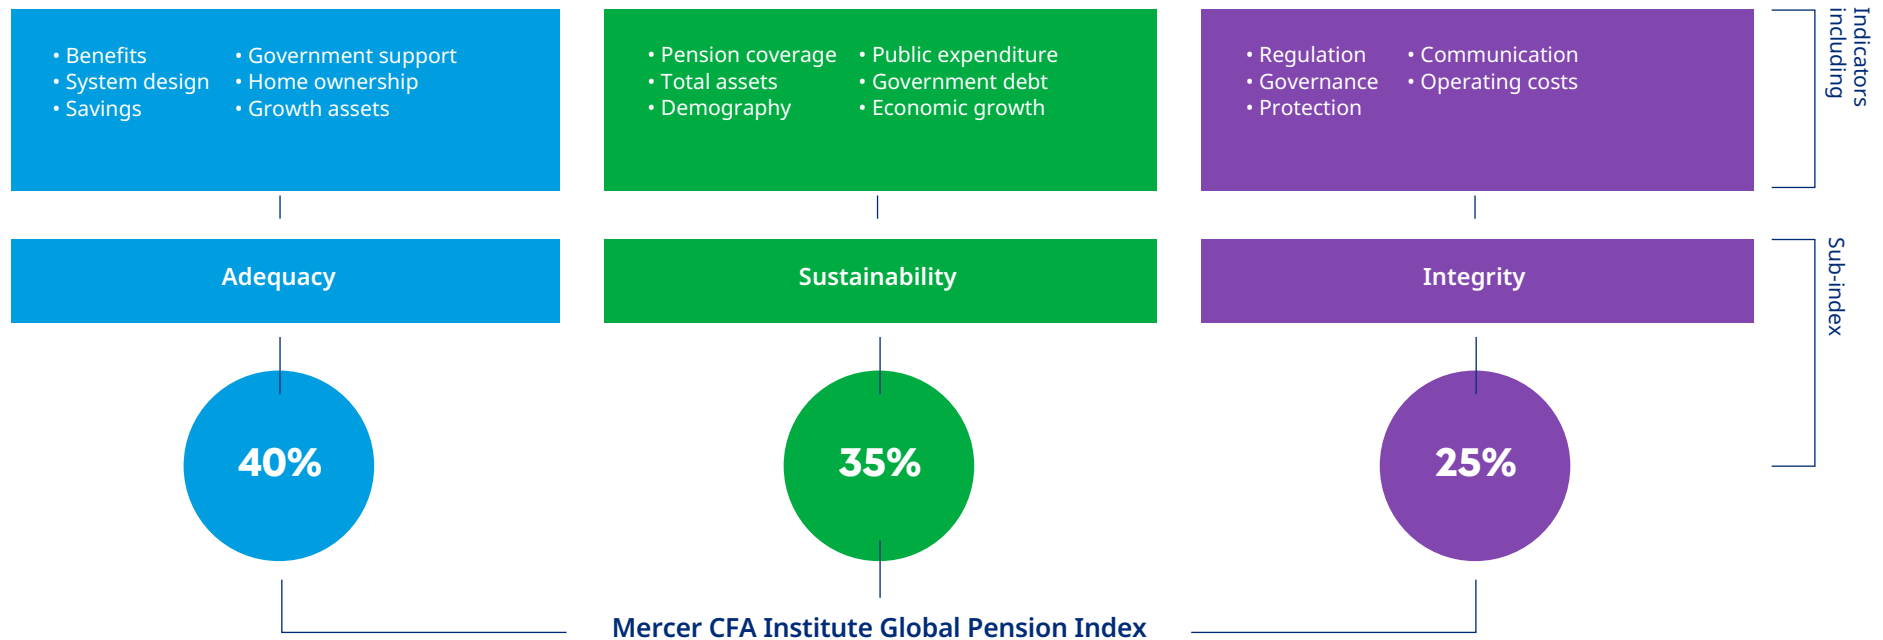 • Benefits
• System design
• Savings
• Government support
• Home ownership
• Growth assets
• Pension coverage
• Total assets
• Demography
• Public expenditure
• Government debt
• Economic growth
• Regulation
• Governance
• Protection
• Communication
• Operating costs
Indicators
including
Adequacy
Sustainability
Integrity
Sub-index
40%
35%
25%
Mercer CFA Institute Global Pension Index